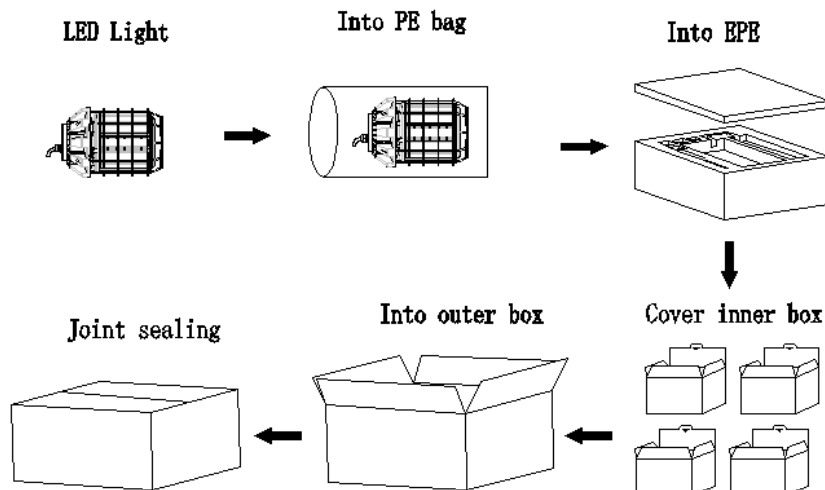 LED Light
Into PE bag
Into EPE
Cover inner box
Into outer box
Joint sealing